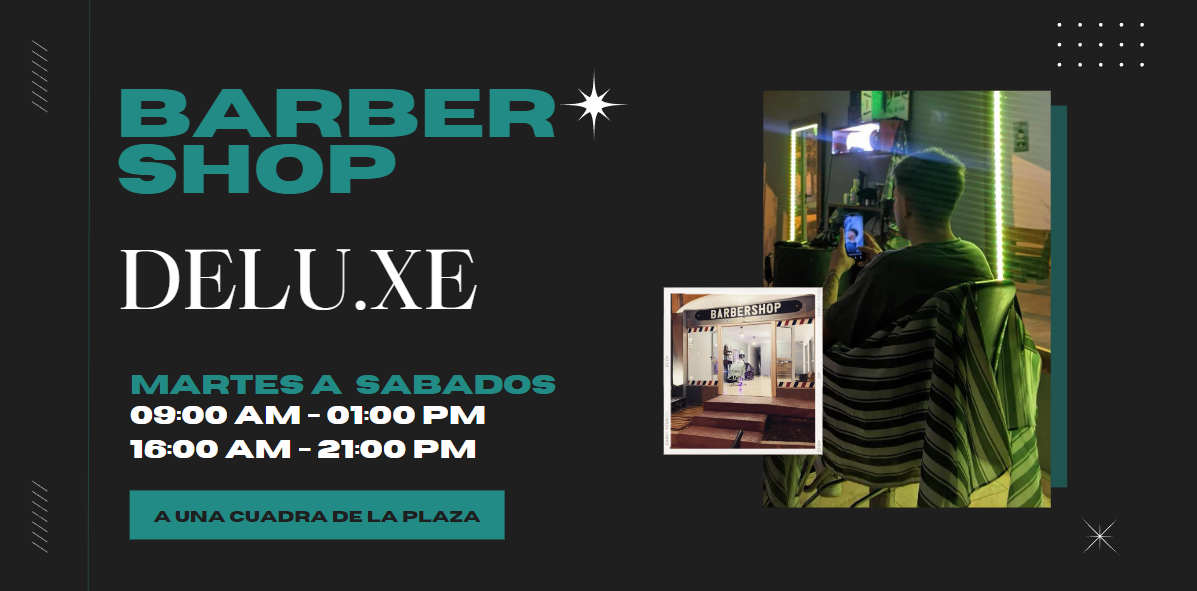 BARBER
SHOP
DELU.XE
MARTES A SABADOS
09:00 AM - 01:00 PM
16:00 AM - 21:00 PM
A UNA CUADRA DE LA PLAZA
BARBERSHOP